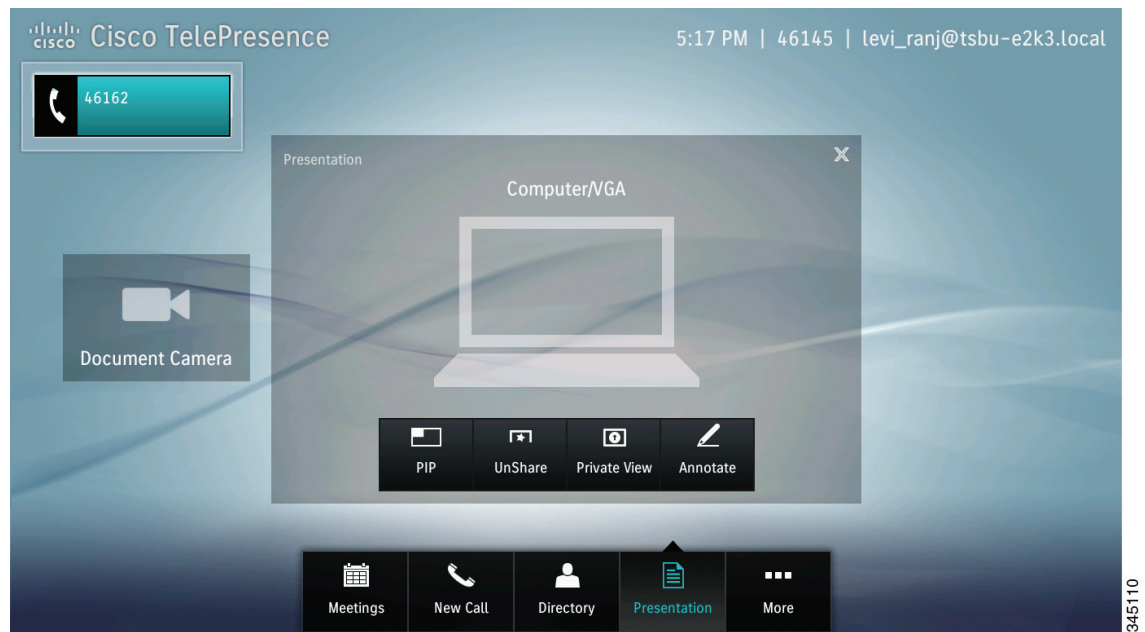 CISCO Cisco TelePresence
5:17 PM | 46145 | levi_ranj@tsbu-e2k3.local
46162
Presentation
X
Computer/VGA
Document Camera
PIP
UnShare
Private View
Annotate
Meetings
New Call
Directory
Presentation
More
345110